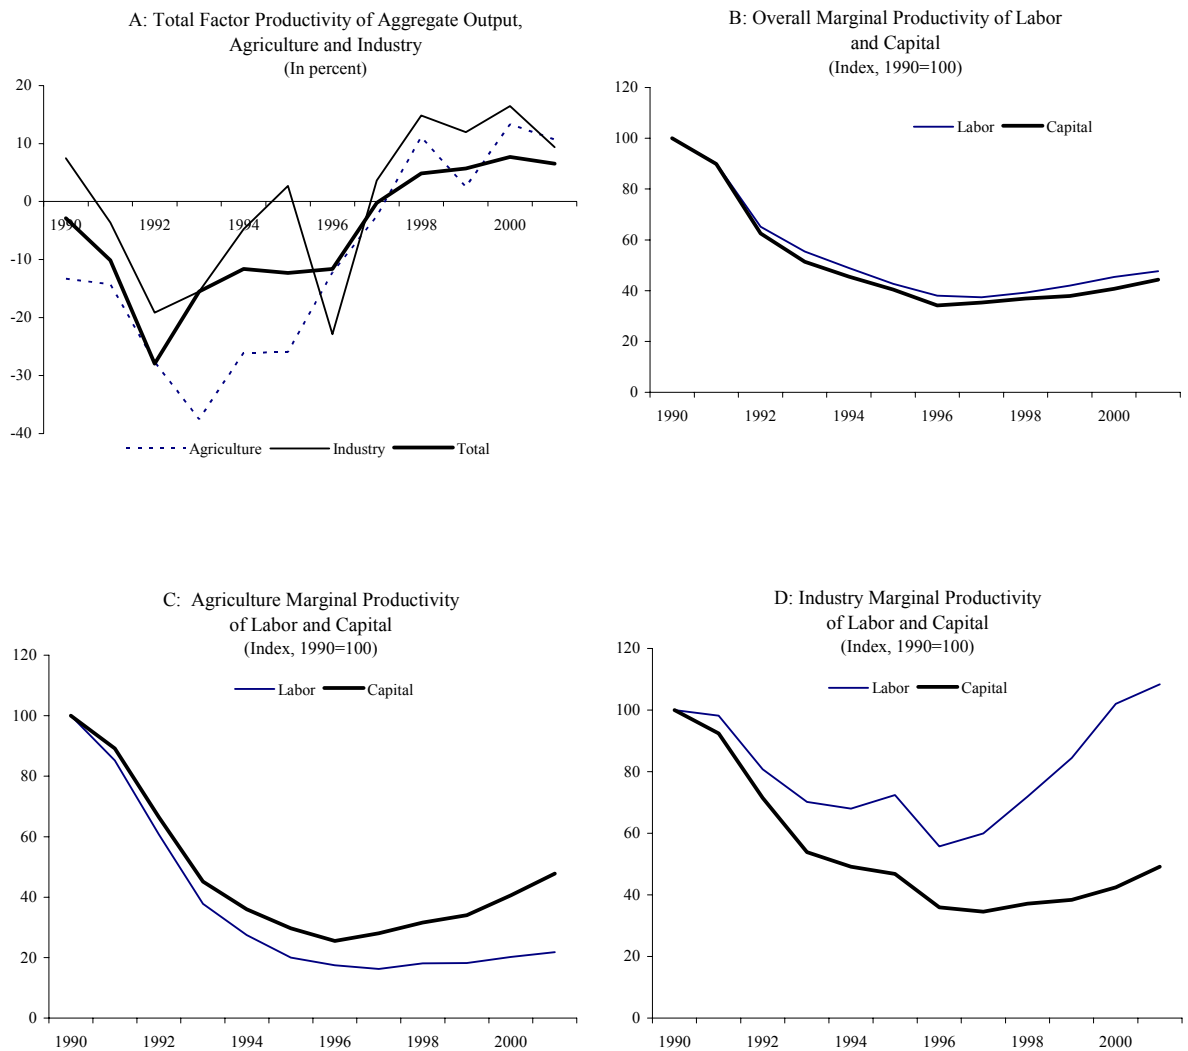 A: Total Factor Productivity of Aggregate Output,
Agriculture and Industry
(In percent)
20
10
0
-10
-20
-30
-40
1990
1992
1994
1996
1998
2000
Agriculture
Industry
Total
B: Overall Marginal Productivity of Labor
and Capital
(Index, 1990=100)
120
100
80
60
40
20
0
Labor
Capital
1990
1992
1994
1996
1998
2000
C: Agriculture Marginal Productivity
of Labor and Capital
(Index, 1990=100)
120
100
80
60
40
20
0
Labor
Capital
1990
1992
1994
1996
1998
2000
D: Industry Marginal Productivity
of Labor and Capital
(Index, 1990=100)
120
100
80
60
40
20
0
Labor
Capital
1990
1992
1994
1996
1998
2000